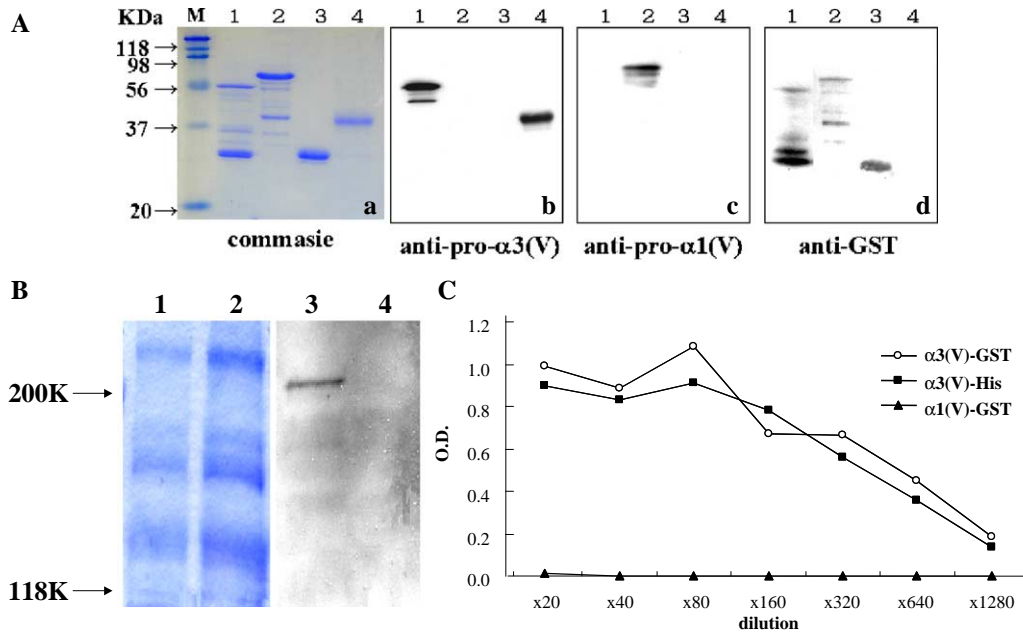 A
KDa M 1 2 3 4
118→
98→
56→
37→
20→
a
commasie
1 2 3 4
b
anti-pro-α3(V)
1 2 3 4
c
anti-pro-α1(V)
1 2 3 4
d
anti-GST
B
1 2 3 4
200K→
118K→
C
1.2
1.0
0.8
0.6
0.4
0.2
0.0
O.D.
α3(V)-GST
α3(V)-His
α1(V)-GST
x20 x40 x80 x160 x320 x640 x1280
dilution